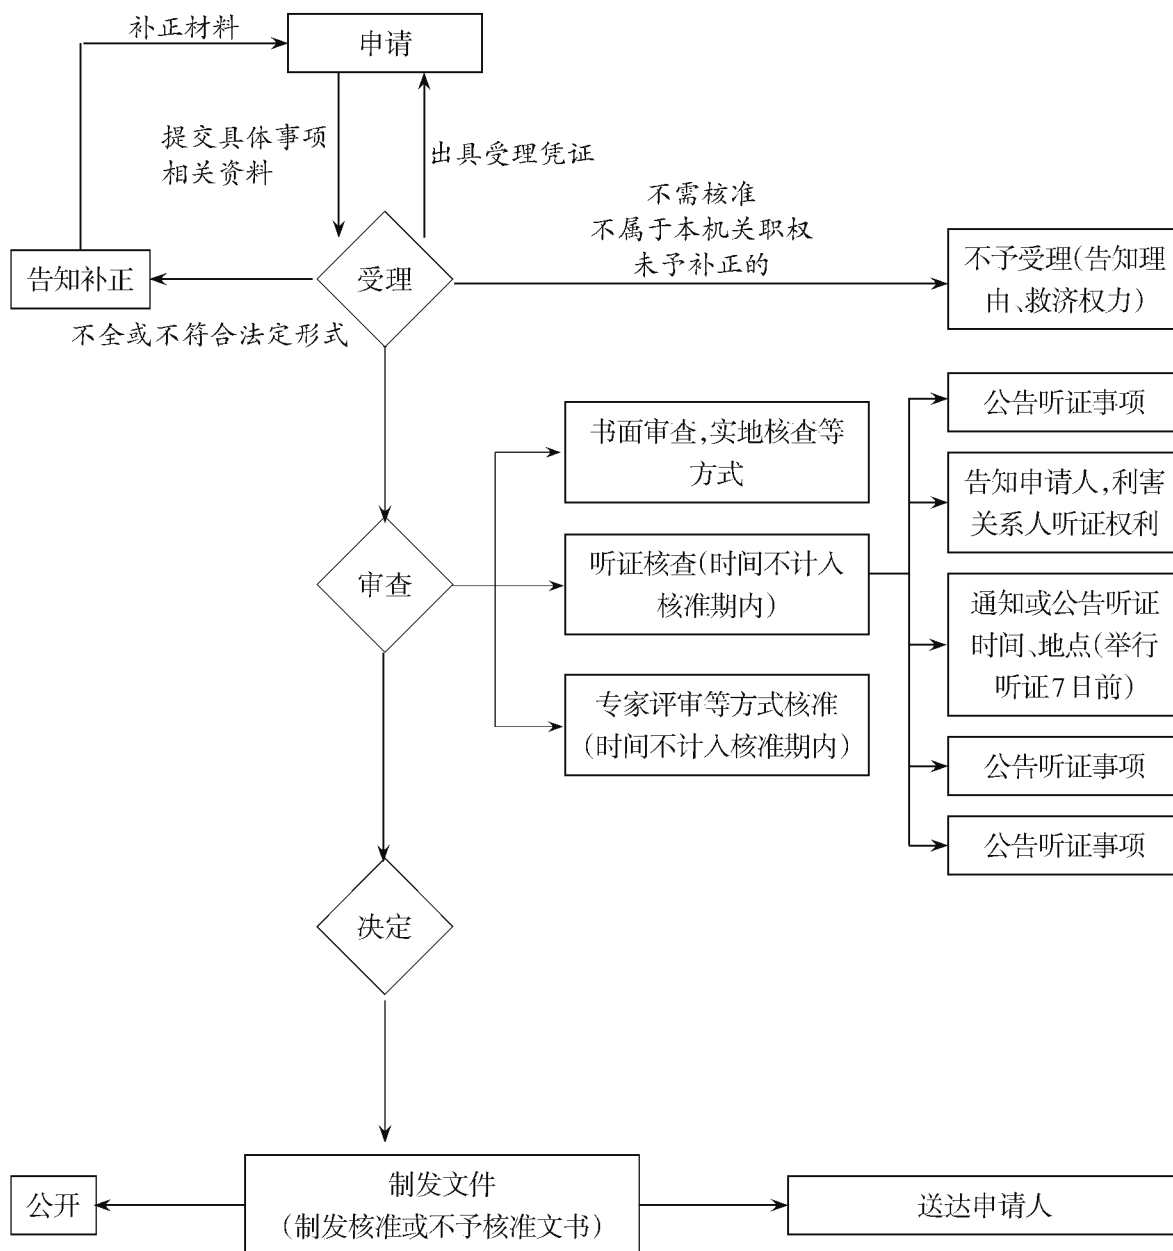 补正材料
申请
提交具体事项
相关资料
出具受理凭证
不需核准
不属于本机关职权
未予补正的
告知补正
受理
不予受理(告知理
由、救济权力)
不全或不符合法定形式
公告听证事项
书面审查,实地核查等
方式
告知申请人,利害
关系人听证权利
审查
听证核查(时间不计入
核准期内)
通知或公告听证
时间、地点(举行
听证7日前)
专家评审等方式核准
(时间不计入核准期内)
公告听证事项
公告听证事项
决定
制发文件
(制发核准或不予核准文书)
公开
送达申请人